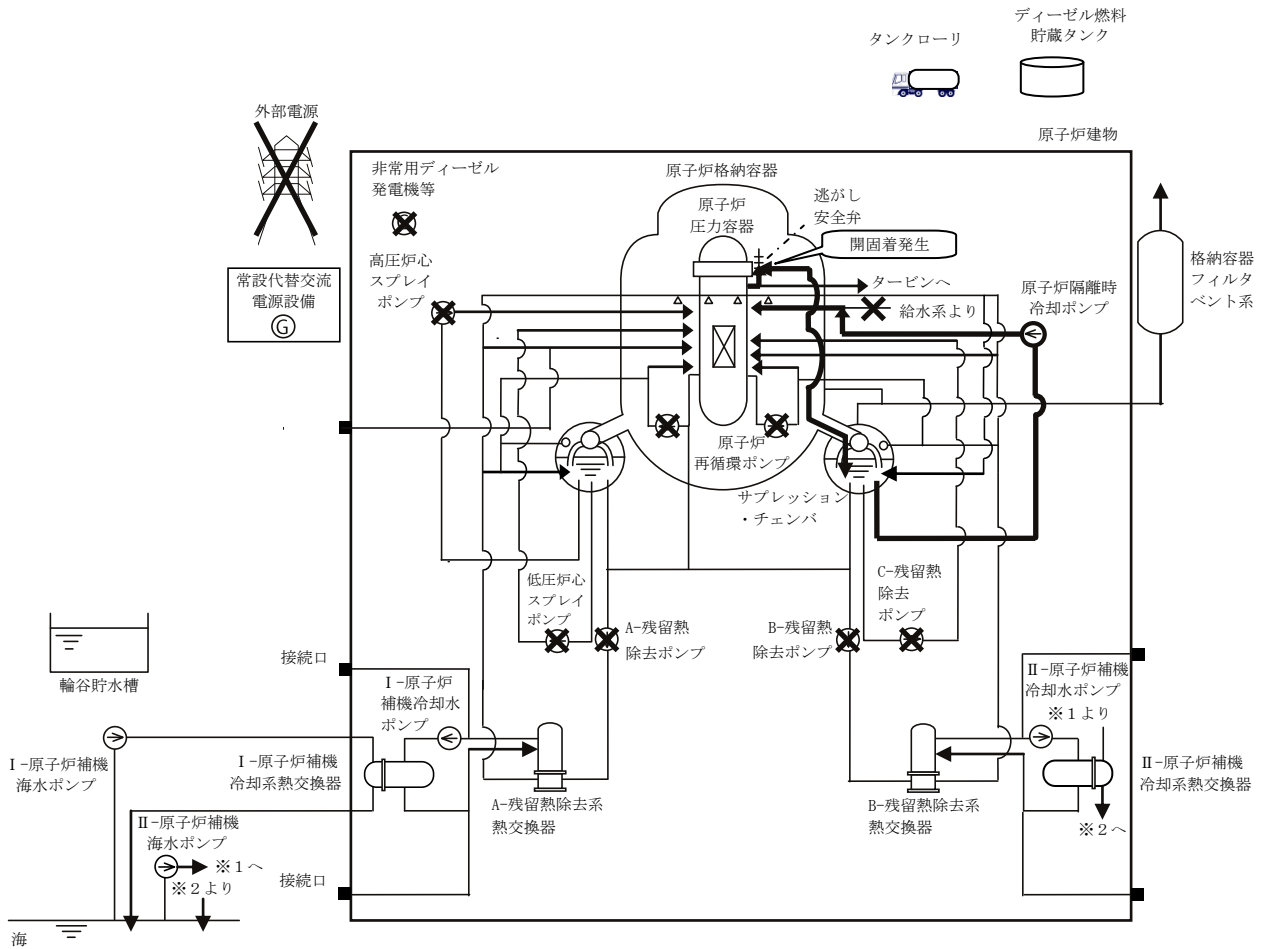 ディーゼル燃料
貯蔵タンク
タンクローリ
外部電源
原子炉建物
非常用ディーゼル
発電機等
原子炉格納容器
逃がし
安全弁
原子炉
圧力容器
開固着発生
高圧炉心
スプレイ
ポンプ
常設代替交流
電源設備
G
タービンへ
給水系より
原子炉隔離時
冷却ポンプ
格納容器
フィルタ
ベント系
原子炉
再循環ポンプ
サプレッション
・チェンバ
低圧炉心
スプレイ
ポンプ
C-残留熱
除去
ポンプ
A-残留熱
除去ポンプ
B-残留熱
除去ポンプ
輪谷貯水槽
接続口
Ⅰ-原子炉
補機冷却水
ポンプ
Ⅱ-原子炉補機
冷却水ポンプ
※1より
Ⅰ-原子炉補機
海水ポンプ
Ⅰ-原子炉補機
冷却系熱交換器
Ⅱ-原子炉補機
冷却系熱交換器
A-残留熱除去系
熱交換器
B-残留熱除去系
熱交換器
※2へ
Ⅱ-原子炉補機
海水ポンプ
※1へ
※2より
接続口
海